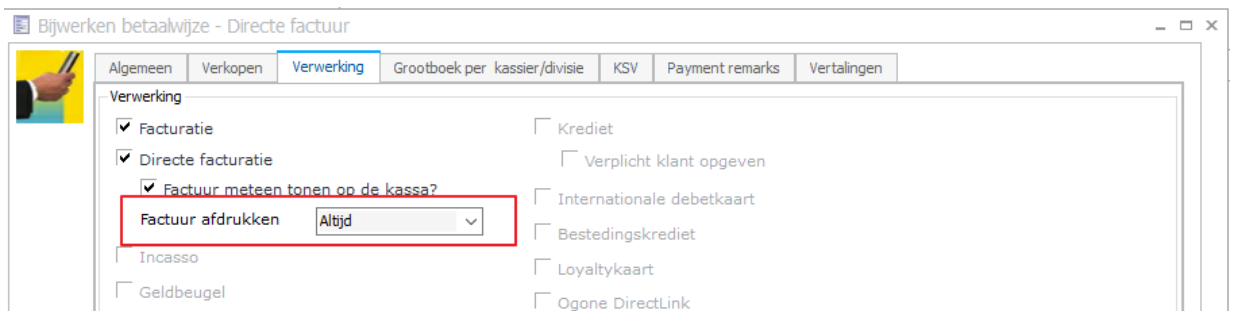 Bijwerken betaalwijze - Directe factuur
Algemeen Verkopen Verwerking Grootboek per kassier/divisie KSV Payment remarks Vertalingen
Verwerking
Facturatie
Krediet
Directe facturatie
Verplicht klant opgeven
Factuur meteen tonen op de kassa?
Internationale debetkaart
Factuur afdrukken Altijd
Bestedingskrediet
Incasso
Loyaltykaart
Geldbeugel
Ogone DirectLink